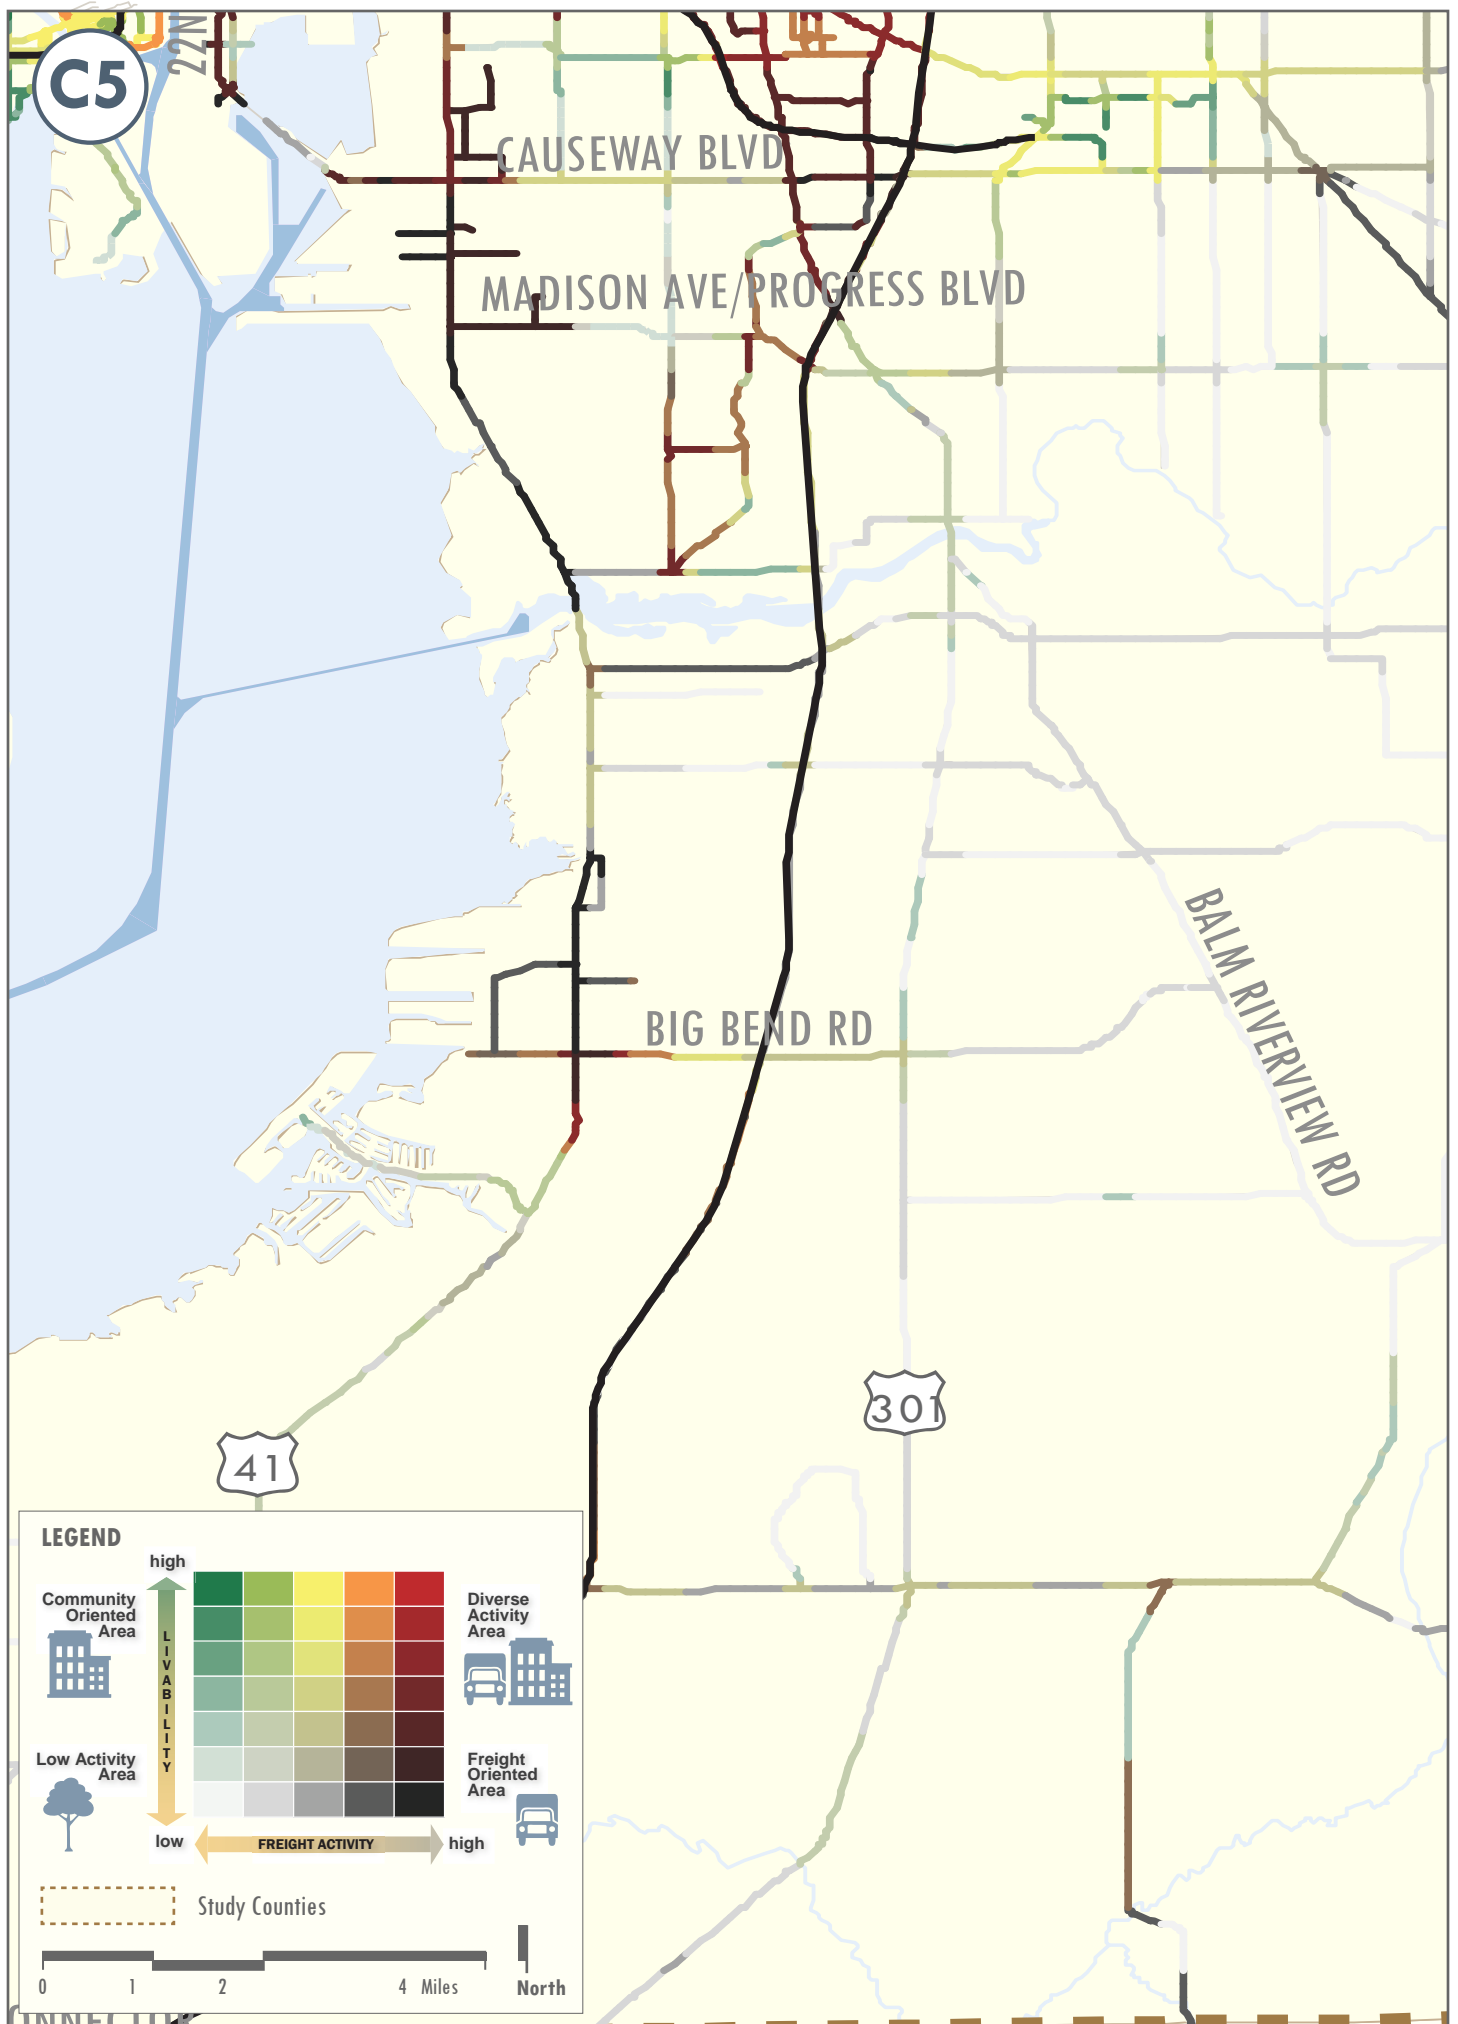 C5
22N
CAUSEWAY BLVD
MADISON AVE/PROGRESS BLVD
BALM RIVERVIEW RD
BIG BEND RD
301
41
LEGEND
high
Community
Oriented
Area
Diverse
Activity
Area
LIVABILITY
Low Activity
Area
Freight
Oriented
Area
low
FREIGHT ACTIVITY
high
Study Counties
0 1 2 4 Miles
North